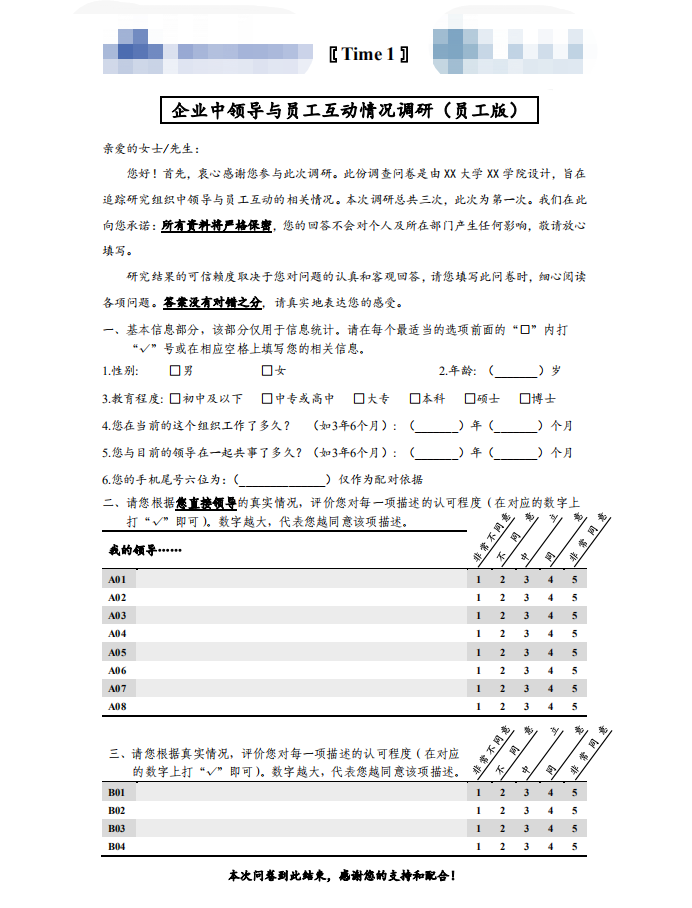 〖Time 1〗
企业中领导与员工互动情况调研（员工版）
亲爱的女士/先生：
您好！首先，衷心感谢您参与此次调研。此份调查问卷是由 XX 大学 XX 学院设计，旨在
追踪研究组织中领导与员工互动的相关情况。本次调研总共三次，此次为第一次。我们在此
向您承诺：所有资料将严格保密，您的回答不会对个人及所在部门产生任何影响，敬请放心
填写。
研究结果的可信赖度取决于您对问题的认真和客观回答，请您填写此问卷时，细心阅读
各项问题。答案没有对错之分，请真实地表达您的感受。
一、基本信息部分，该部分仅用于信息统计。请在每个最适当的选项前面的“□”内打
“√”号或在相应空格上填写您的相关信息。
1.性别: □男 □女 2.年龄: （______）岁
3.教育程度: □初中及以下 □中专或高中 □大专 □本科 □硕士 □博士
4.您在当前的这个组织工作了多久？ （如3年6个月）: （______）年（______）个月
5.您与目前的领导在一起共事了多久？ （如3年6个月）: （______）年（______）个月
6.您的手机尾号六位为：(____________）仅作为配对依据
二、请您根据您直接领导的真实情况，评价您对每一项描述的认可程度（在对应的数字上
打“√”即可）。数字越大，代表您越同意该项描述。
我的领导……
非常不同意 不同意 中立 同意 非常同意
A01 1 2 3 4 5
A02 1 2 3 4 5
A03 1 2 3 4 5
A04 1 2 3 4 5
A05 1 2 3 4 5
A06 1 2 3 4 5
A07 1 2 3 4 5
A08 1 2 3 4 5
三、请您根据真实情况，评价您对每一项描述的认可程度（在对应
的数字上打“√”即可）。数字越大，代表您越同意该项描述。
非常不同意 不同意 中立 同意 非常同意
B01 1 2 3 4 5
B02 1 2 3 4 5
B03 1 2 3 4 5
B04 1 2 3 4 5
本次问卷到此结束，感谢您的支持和配合！